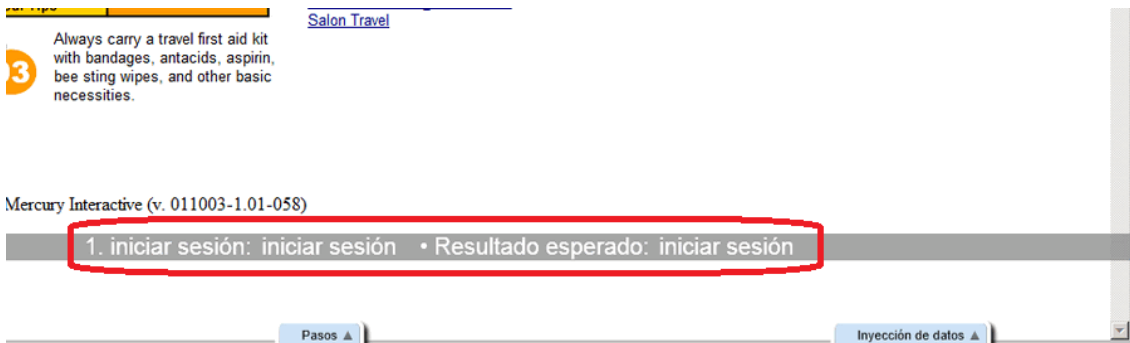 Salon Travel
Always carry a travel first aid kit
with bandages, antacids, aspirin,
bee sting wipes, and other basic
necessities.
3
Mercury Interactive (v. 011003-1.01-058)
1. iniciar sesión: iniciar sesión • Resultado esperado: iniciar sesión
Pasos ▲
Inyección de datos ▲